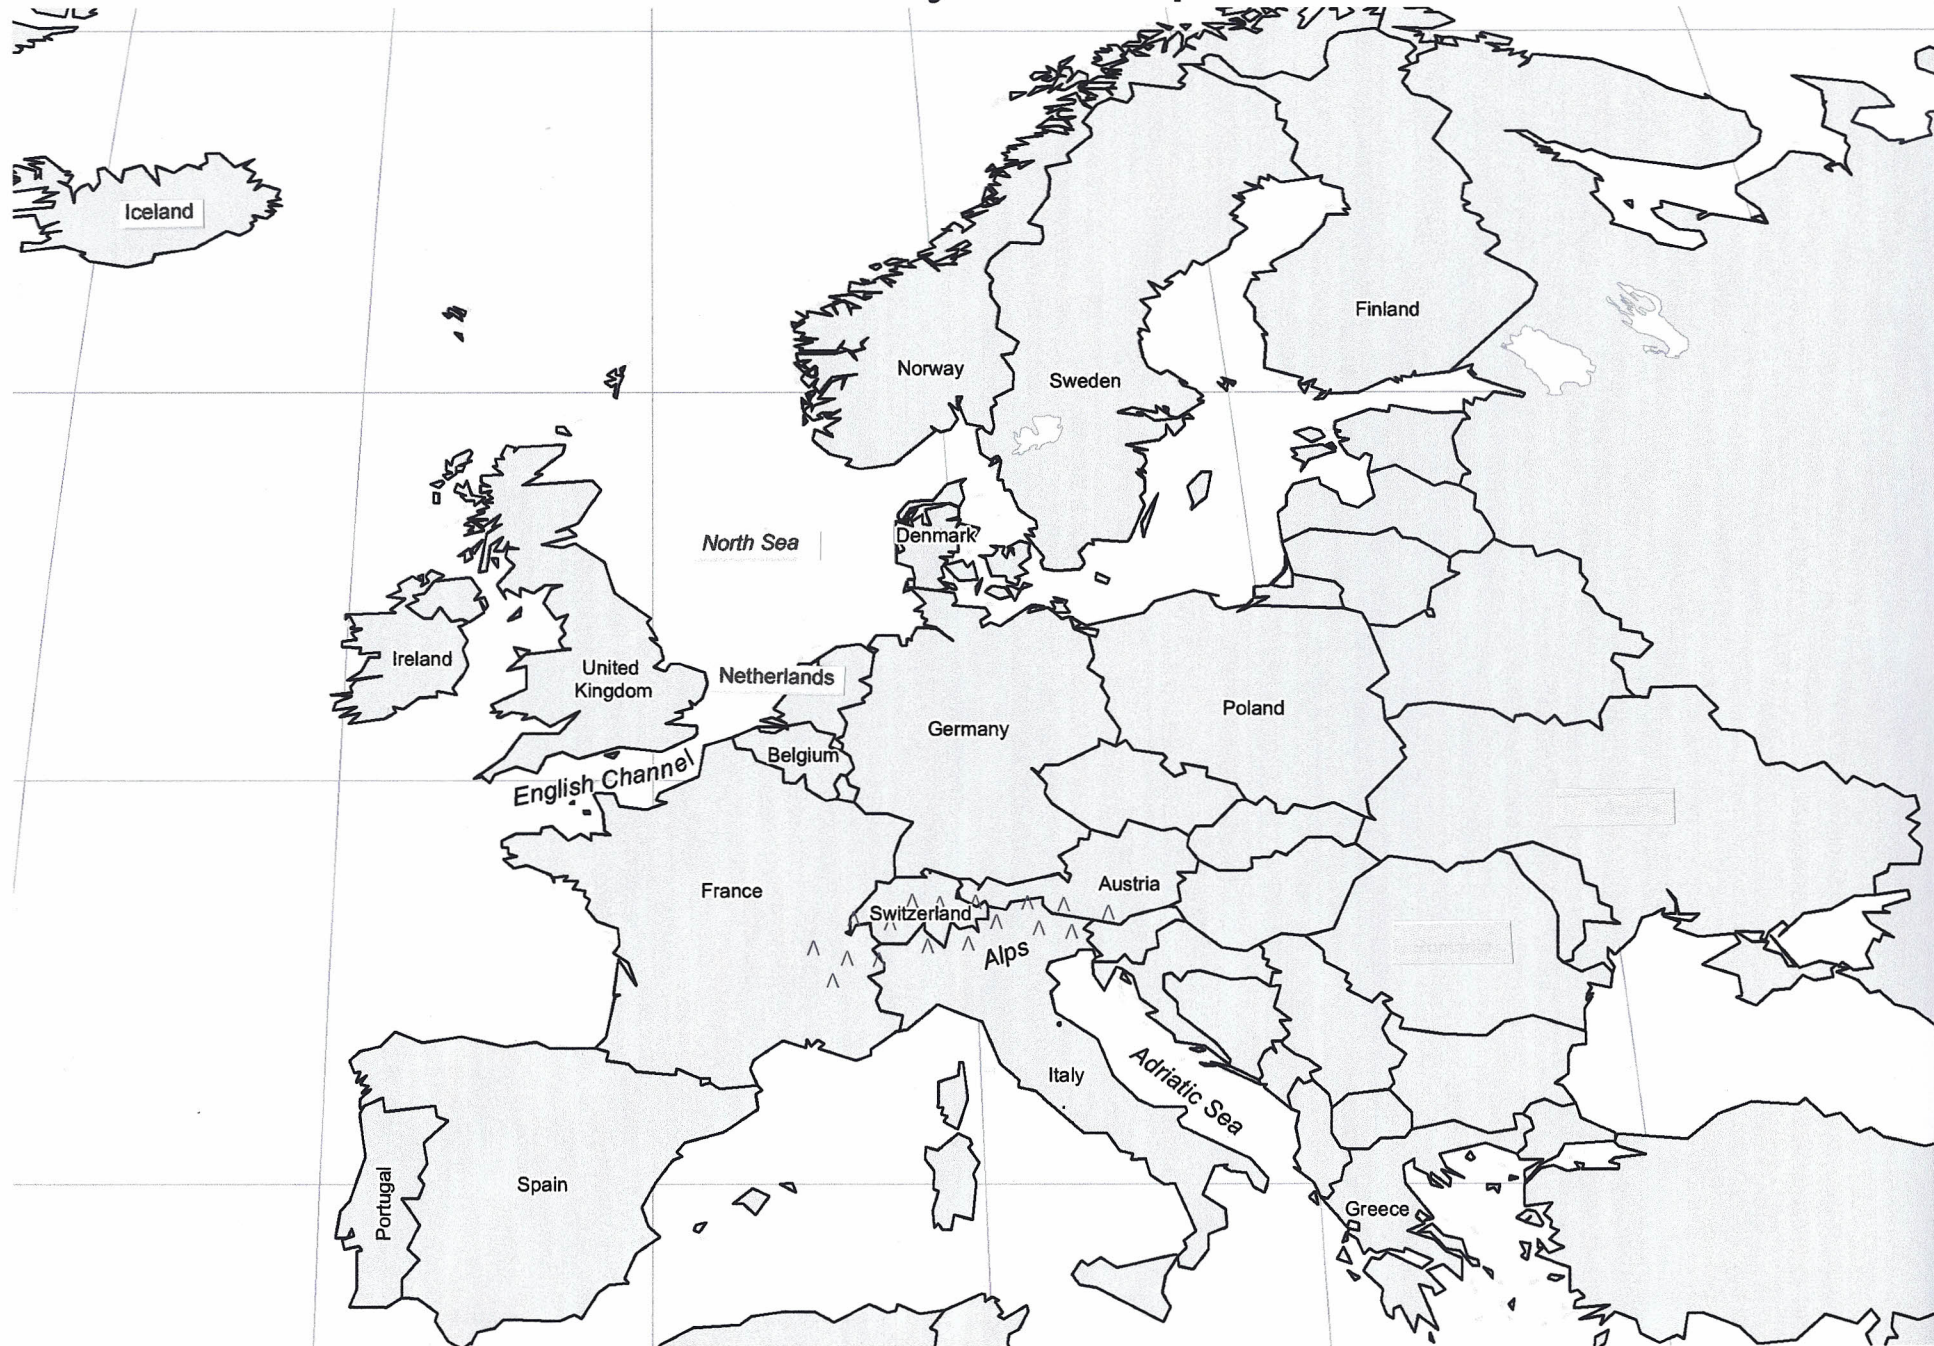 Iceland
Finland
Norway
Sweden
North Sea
Denmark
Ireland
United
Kingdom
Netherlands
Germany
Poland
Belgium
English Channel
France
Austria
Switzerland
Alps
Italy
Adriatic Sea
Portugal
Spain
Greece